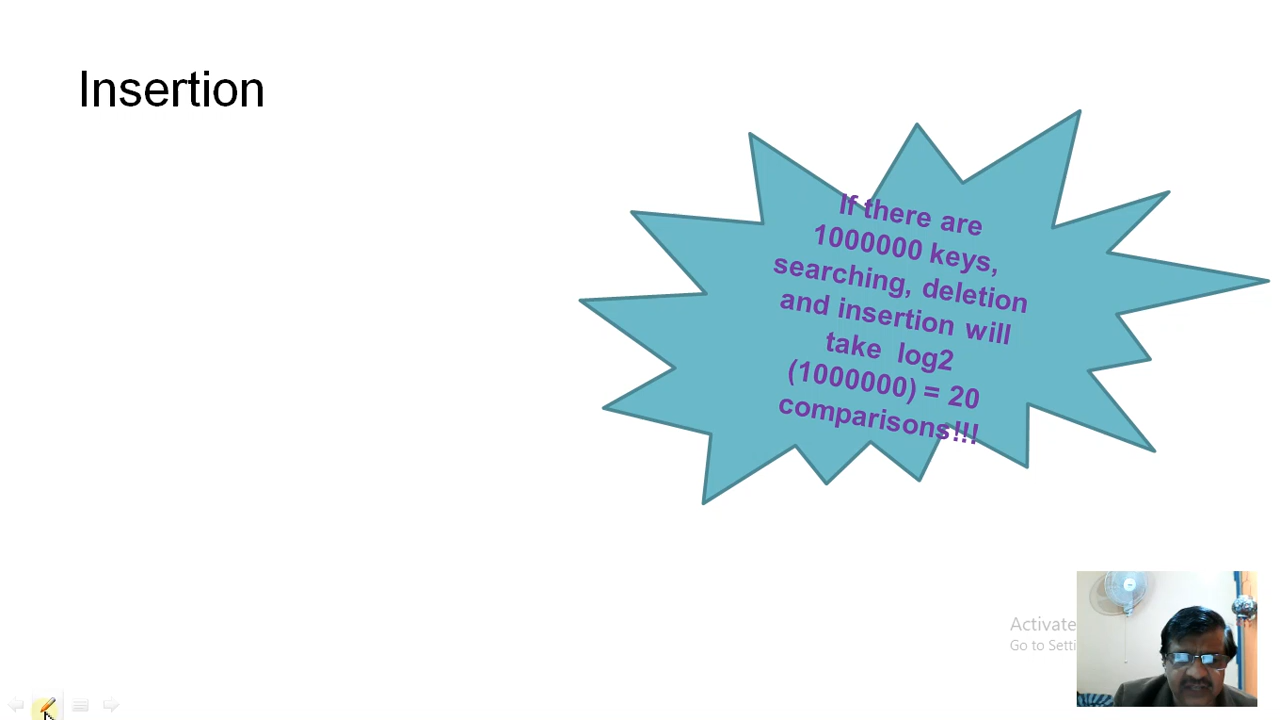 Insertion
If there are
1000000 keys,
searching, deletion
and insertion will
take log2
(1000000) = 20
comparisons!!!
Activate
Go to Setti